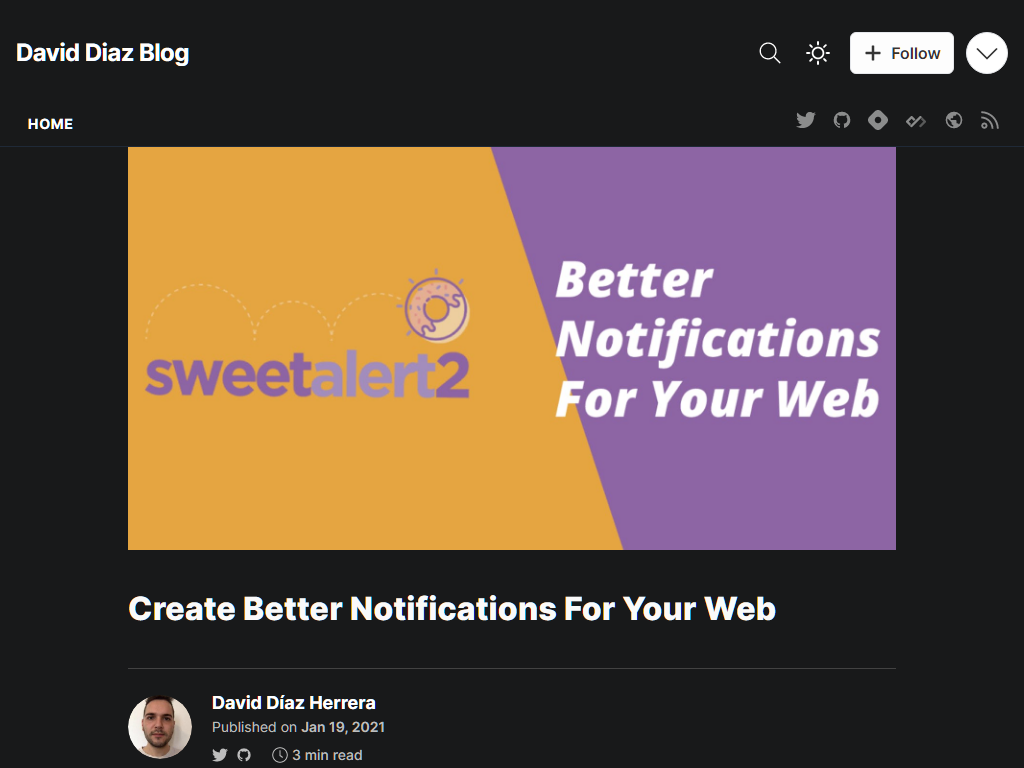 David Diaz Blog
Follow
HOME
sweetalert2
Better
Notifications
For Your Web
Create Better Notifications For Your Web
David Díaz Herrera
Published on Jan 19, 2021
3 min read